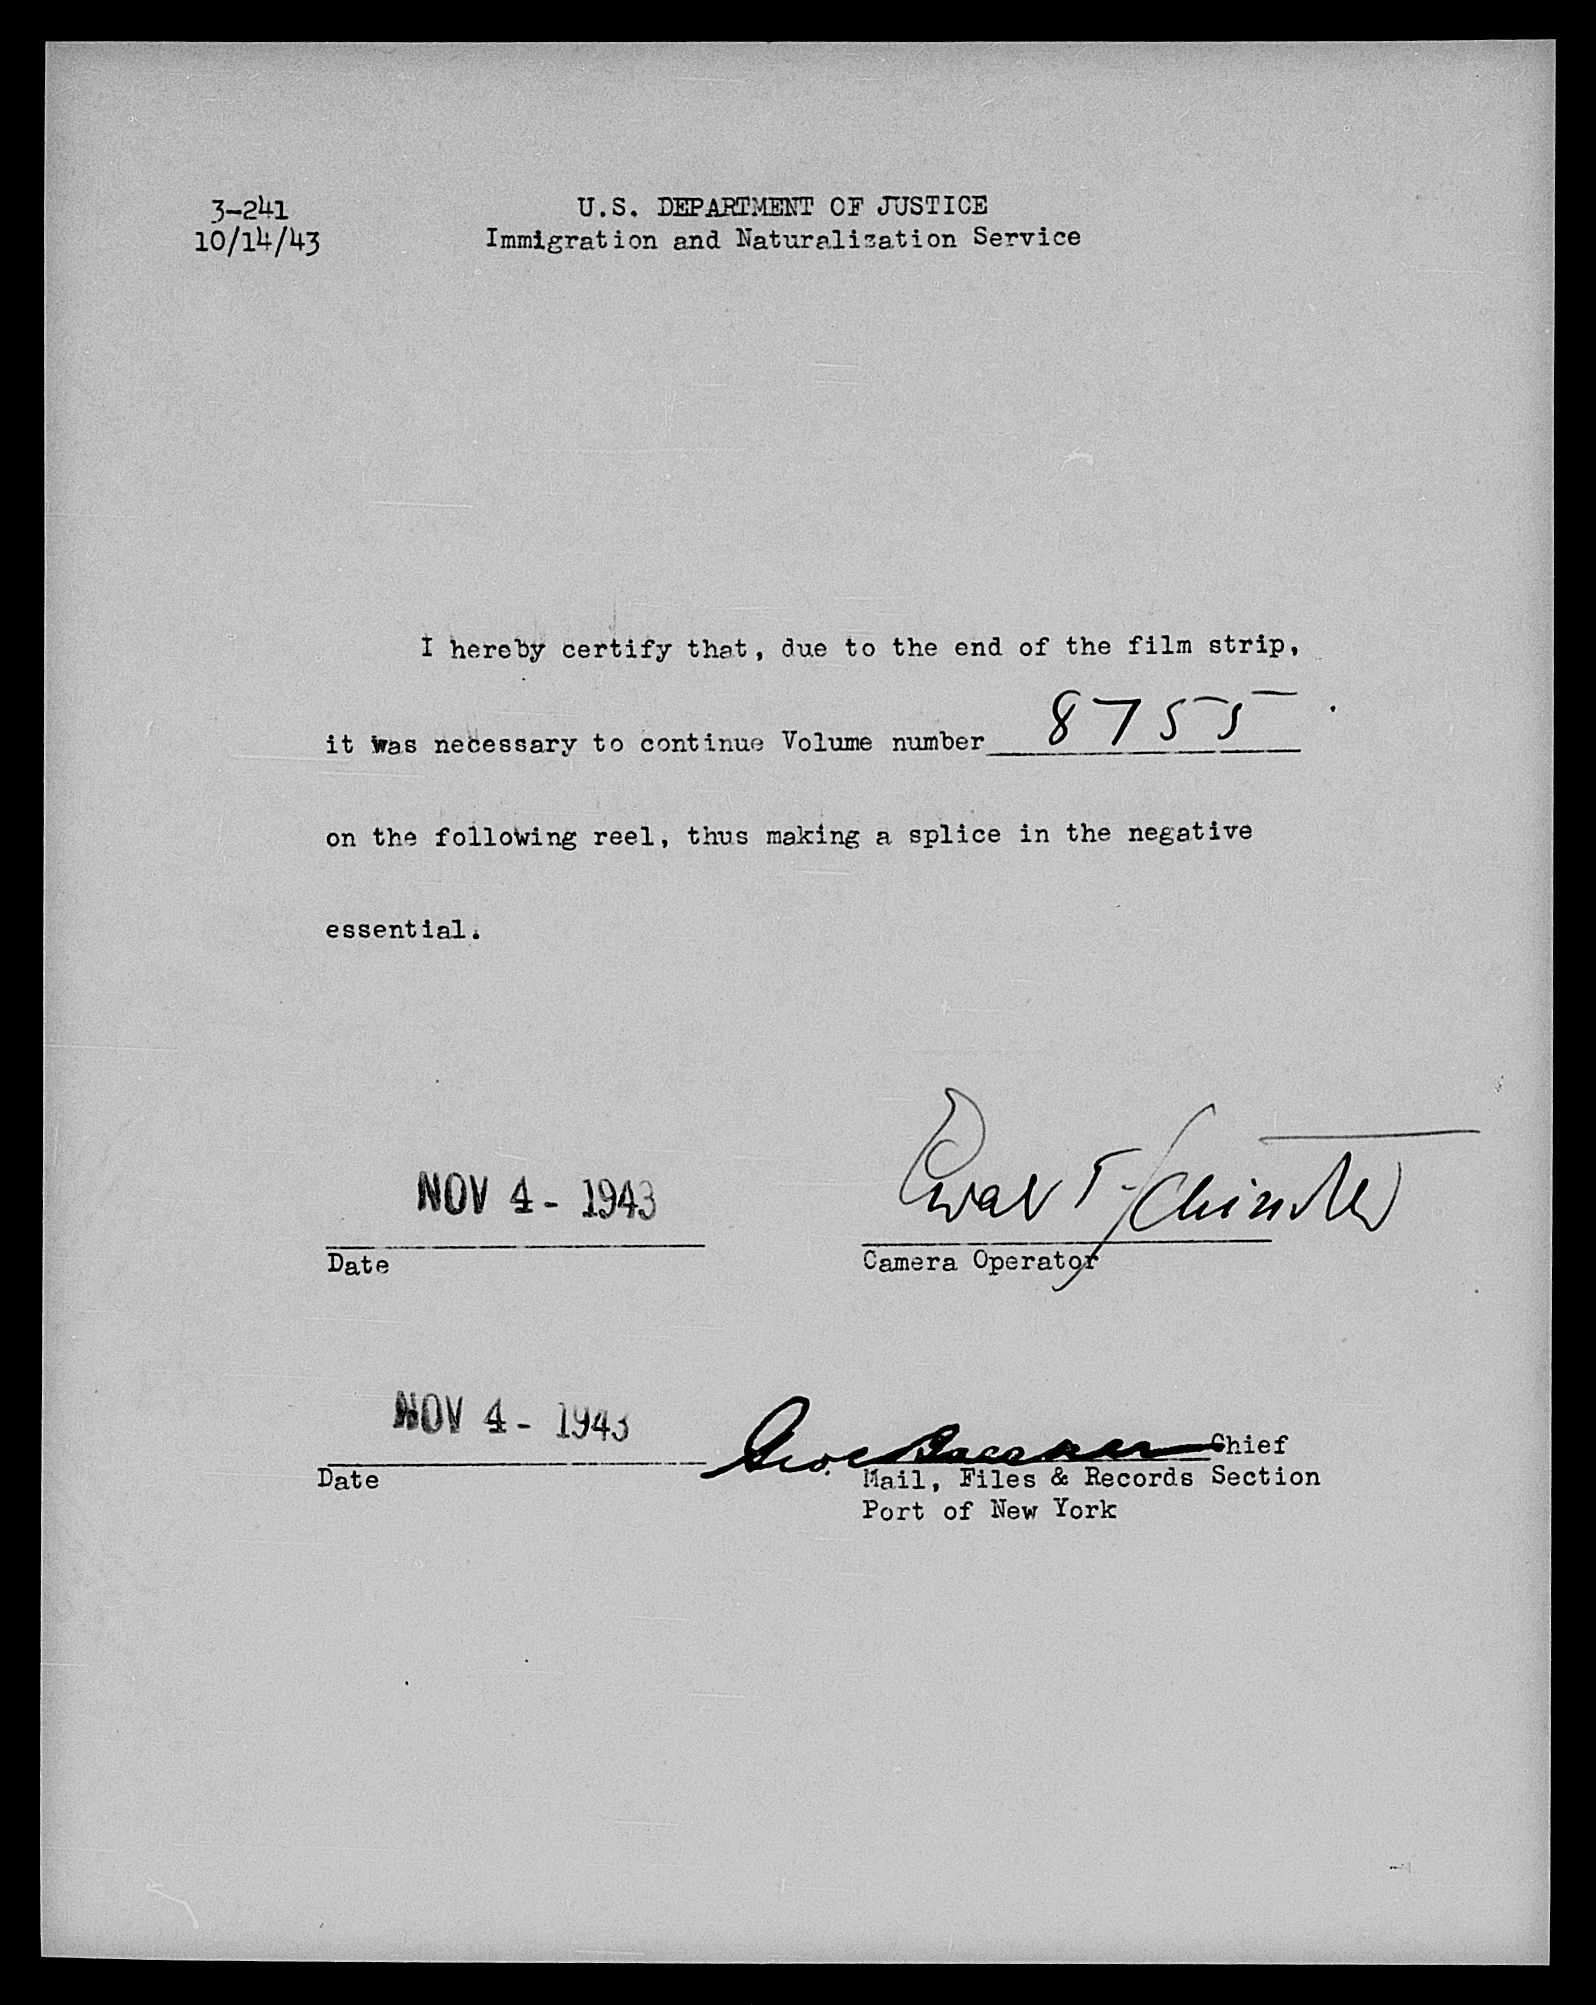 3-241
10/14/43
U.S. DEPARTMENT OF JUSTICE
Immigration and Naturalization Service
I hereby certify that, due to the end of the film strip,
it was necessary to continue Volume number 8755
on the following reel, thus making a splice in the negative
essential.
NOV 4 - 1943
Date
Camera Operator
NOV 4 - 1943
Date
Chief
Mail, Files & Records Section
Port of New York